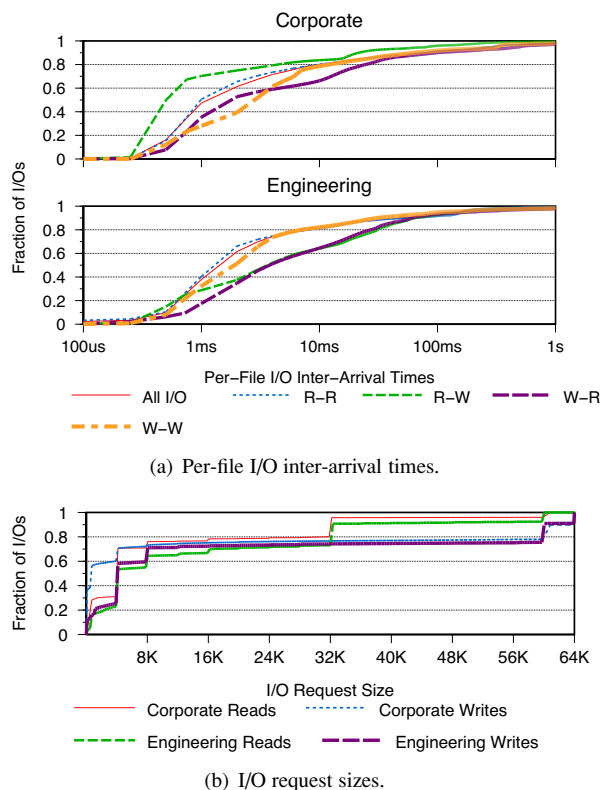 Corporate
1
0.8
0.6
0.4
0.2
0
Engineering
1
0.8
0.6
0.4
0.2
0
100us 1ms 10ms 100ms 1s
Fraction of I/Os
Per−File I/O Inter−Arrival Times
All I/O R−R R−W W−R
W−W
(a) Per-file I/O inter-arrival times.
1
0.8
0.6
0.4
0.2
0
8K 16K 24K 32K 40K 48K 56K 64K
Fraction of I/Os
I/O Request Size
Corporate Reads Corporate Writes
Engineering Reads Engineering Writes
(b) I/O request sizes.